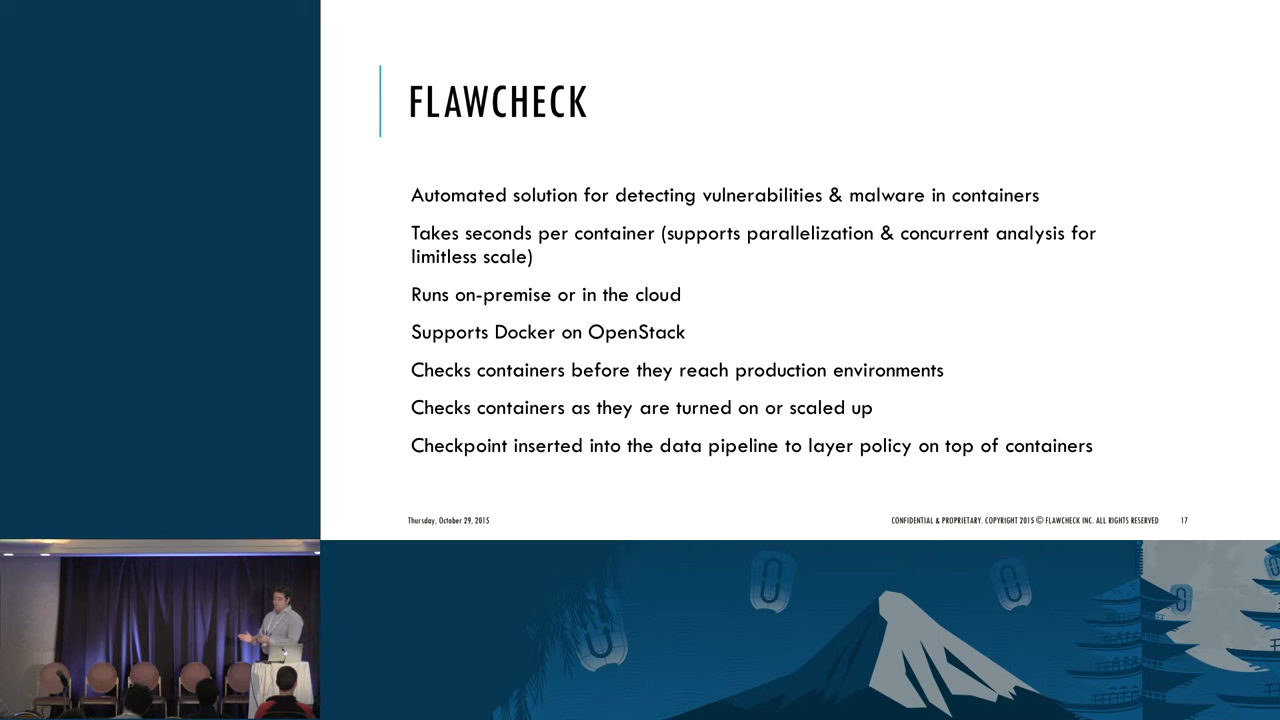 FLAWCHECK
Automated solution for detecting vulnerabilities & malware in containers
Takes seconds per container (supports parallelization & concurrent analysis for
limitless scale)
Runs on-premise or in the cloud
Supports Docker on OpenStack
Checks containers before they reach production environments
Checks containers as they are turned on or scaled up
Checkpoint inserted into the data pipeline to layer policy on top of containers
Thursday, October 29, 2015
CONFIDENTIAL & PROPRIETARY. COPYRIGHT 2015 © FLAWCHECK INC. ALL RIGHTS RESERVED
17